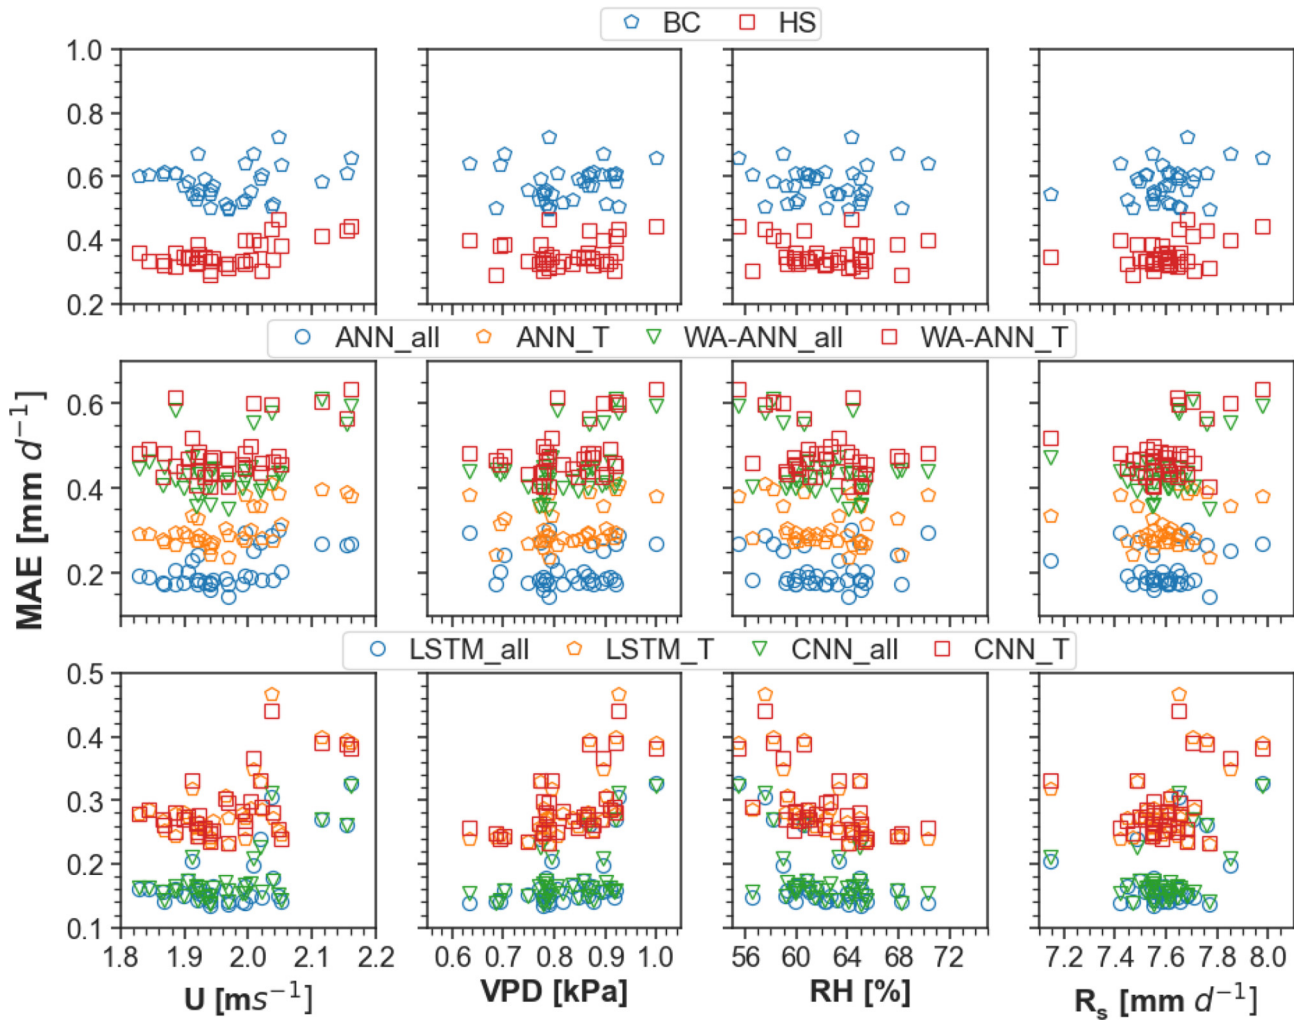 BC HS
1.0
0.8
0.6
0.4
0.2
ANN_all ANN_T WA-ANN_all WA-ANN_T
0.6
0.4
0.2
MAE [mm d⁻¹]
LSTM_all LSTM_T CNN_all CNN_T
0.5
0.4
0.3
0.2
0.1
1.8 1.9 2.0 2.1 2.2 0.6 0.7 0.8 0.9 1.0 56 60 64 68 72 7.2 7.4 7.6 7.8 8.0
U [ms⁻¹] VPD [kPa] RH [%] Rₛ [mm d⁻¹]